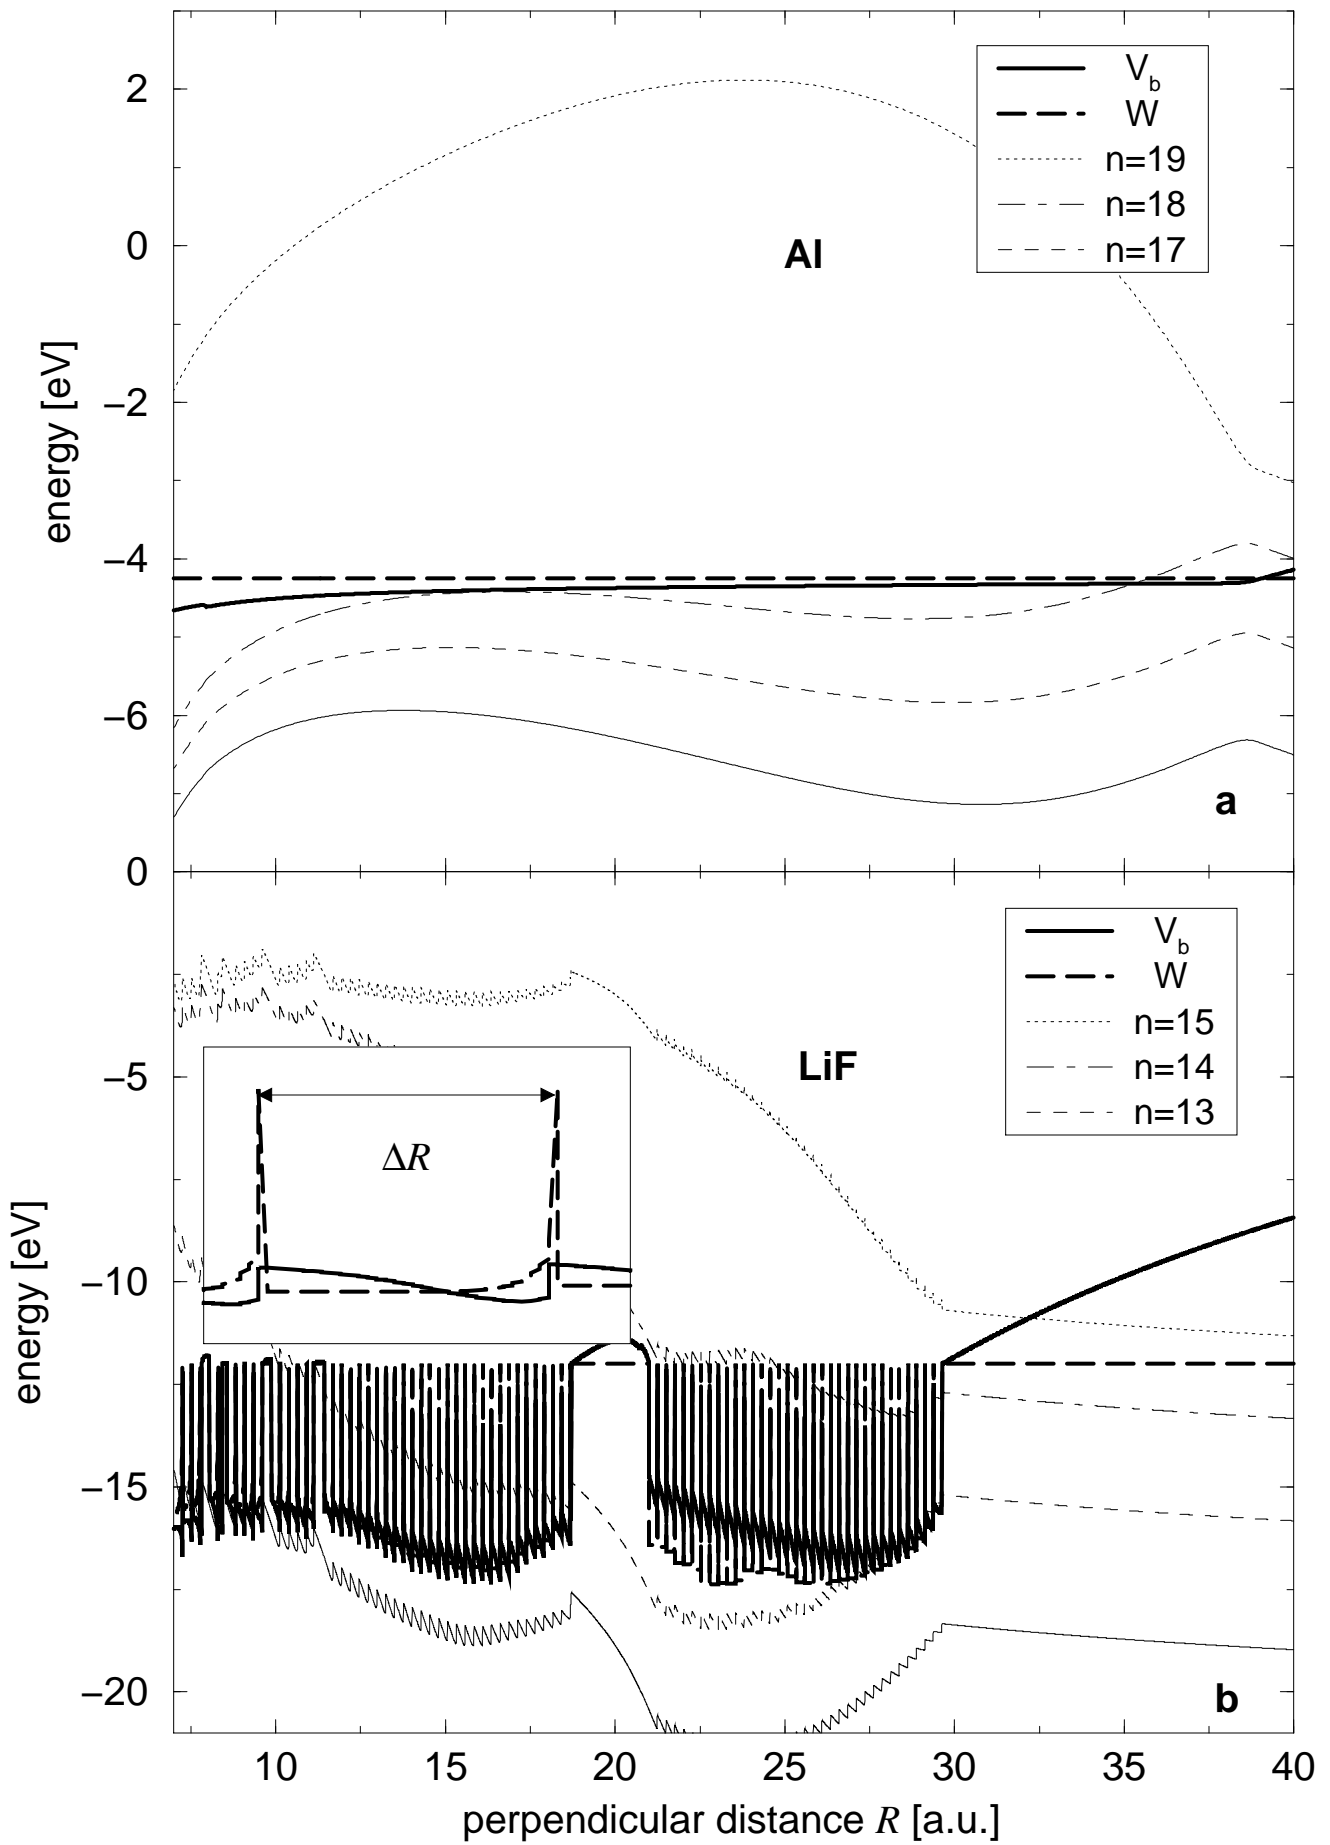 2
0
−2
−4
−6
energy [eV]
V_b
W
n=19
n=18
n=17
Al
a
0
−5
−10
−15
−20
energy [eV]
V_b
W
n=15
n=14
n=13
LiF
ΔR
b
10 15 20 25 30 35 40
perpendicular distance R [a.u.]